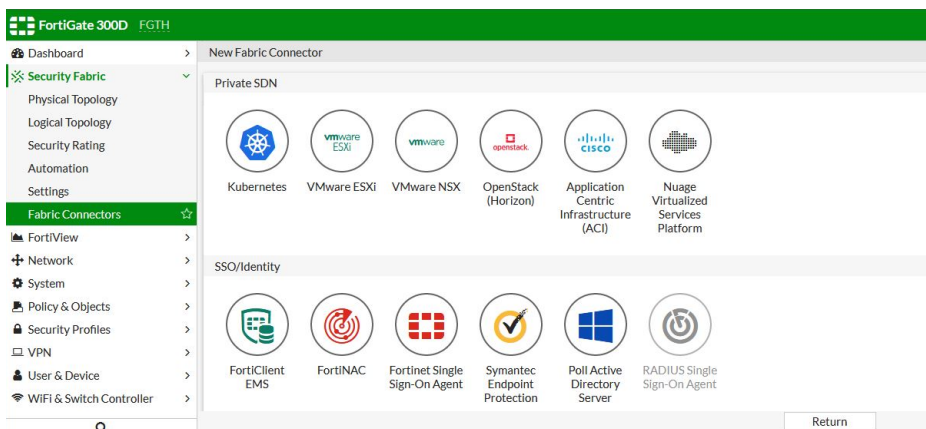 FortiGate 300D FGTH
Dashboard
Security Fabric
Physical Topology
Logical Topology
Security Rating
Automation
Settings
Fabric Connectors
FortiView
Network
System
Policy & Objects
Security Profiles
VPN
User & Device
WiFi & Switch Controller
New Fabric Connector
Private SDN
vmware
ESXi
vmware
openstack.
CISCO
Kubernetes
VMware ESXi
VMware NSX
OpenStack
(Horizon)
Application
Centric
Infrastructure
(ACI)
Nuage
Virtualized
Services
Platform
SSO/Identity
FortiClient
EMS
FortiNAC
Fortinet Single
Sign-On Agent
Symantec
Endpoint
Protection
Poll Active
Directory
Server
RADIUS Single
Sign-On Agent
Return